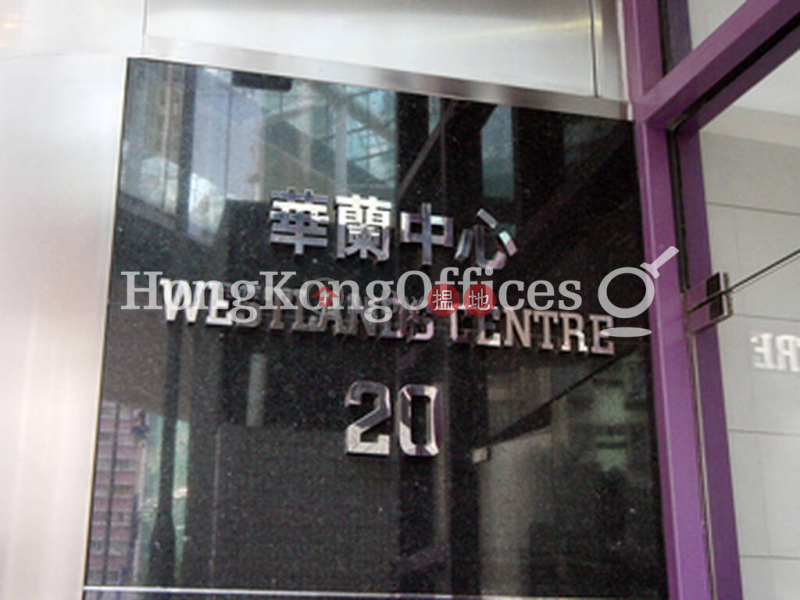 華蘭中心
HONGKONGOFFICES
搵地
WESTLANDS CENTRE
20